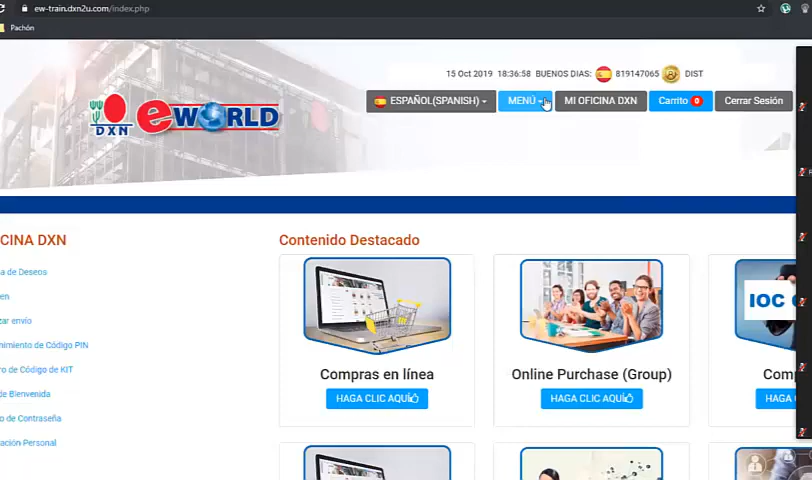 ew-train.dxn2u.com/index.php
Pachón
15 Oct 2019 18:36:58 BUENOS DIAS: 819147065 DIST
ESPAÑOL(SPANISH)
MENÚ
MI OFICINA DXN
Carrito 0
Cerrar Sesión
DXN eWORLD
CINA DXN
a de Deseos
en
zar envío
nimiento de Código PIN
ro de Código de KIT
de Bienvenida
o de Contraseña
ación Personal
Contenido Destacado
IOC
Compras en línea
Online Purchase (Group)
Comp
HAGA CLIC AQUÍ
HAGA CLIC AQUÍ
HAGA